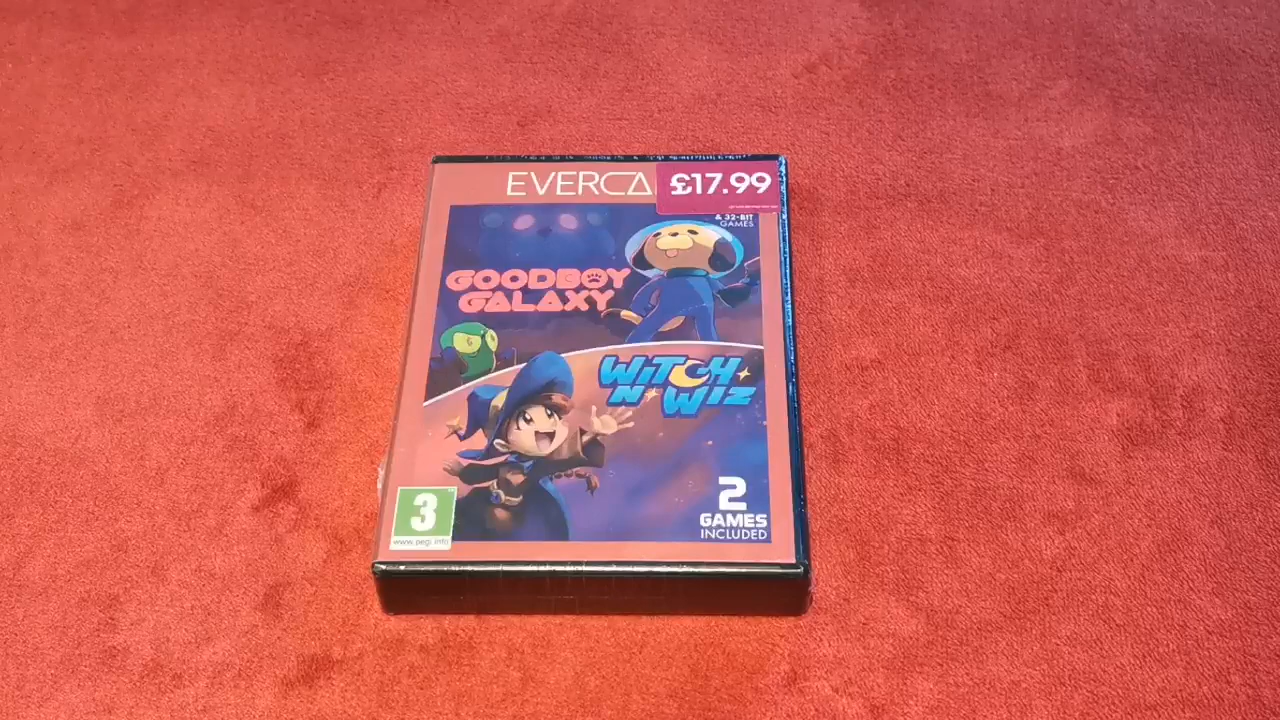 EVERCA
£17.99
& 32-BIT
GAMES
GOODBOY
GALAXY
WiTCH
N WiZ
3
www.pegi.info
2
GAMES
INCLUDED